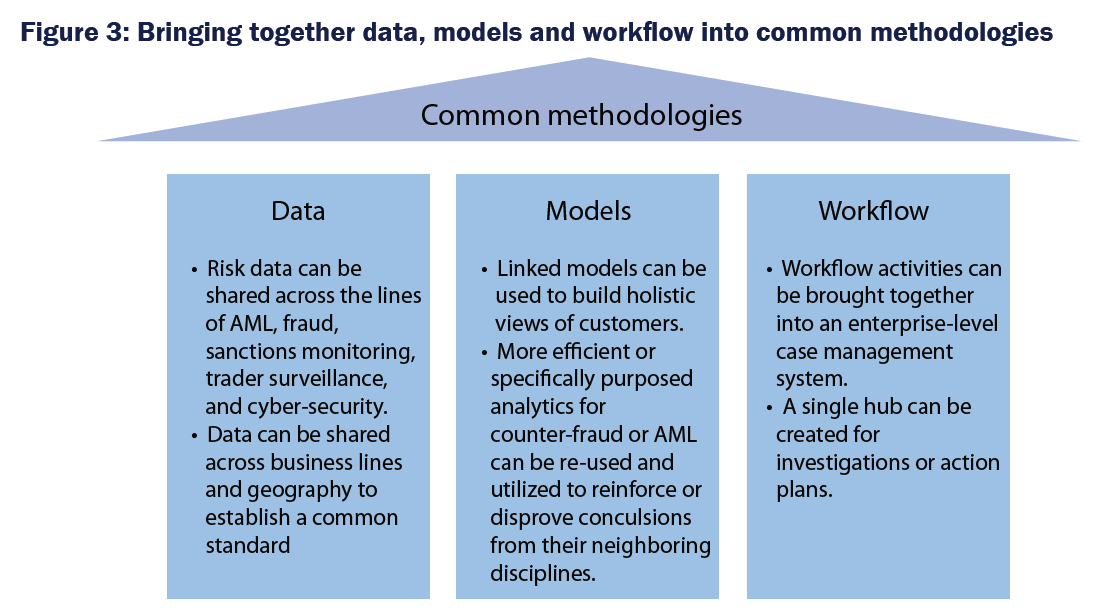 Figure 3: Bringing together data, models and workflow into common methodologies
Common methodologies
Data
• Risk data can be
shared across the lines
of AML, fraud,
sanctions monitoring,
trader surveillance,
and cyber-security.
• Data can be shared
across business lines
and geography to
establish a common
standard
Models
• Linked models can be
used to build holistic
views of customers.
• More efficient or
specifically purposed
analytics for
counter-fraud or AML
can be re-used and
utilized to reinforce or
disprove conculsions
from their neighboring
disciplines.
Workflow
• Workflow activities can
be brought together
into an enterprise-level
case management
system.
• A single hub can be
created for
investigations or action
plans.